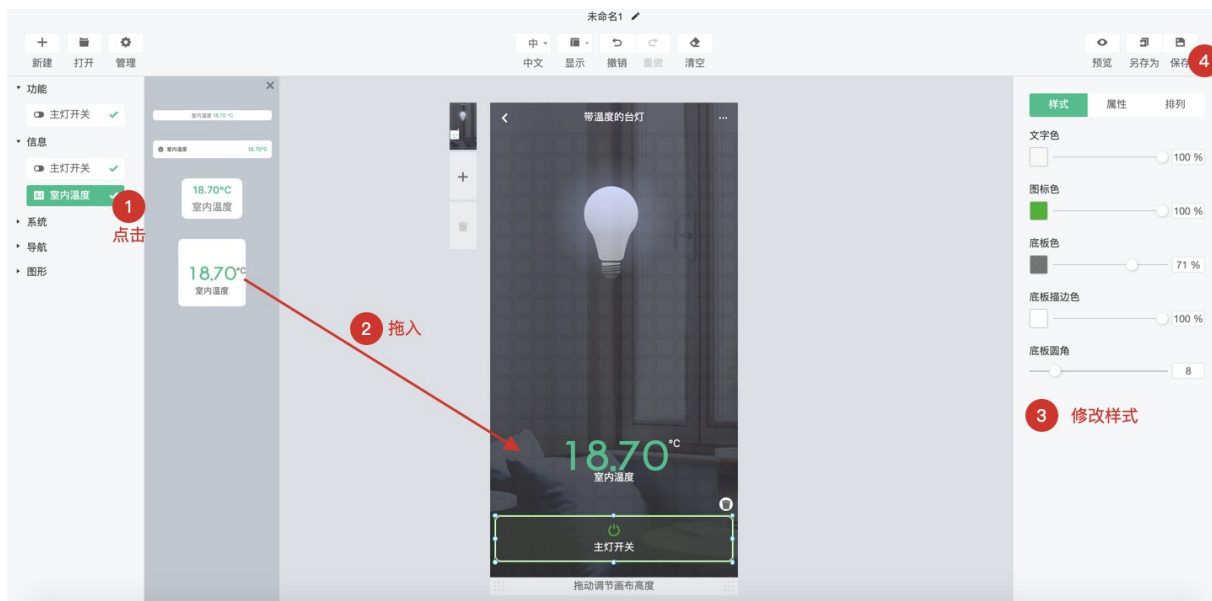 未命名1
新建 打开 管理
中文 显示 撤销 重做 清空
预览 另存为 保存
4
功能
主灯开关
信息
主灯开关
室内温度
1
点击
系统
导航
图形
室内温度 18.70 °C
室内温度 18.70°C
18.70°C
室内温度
18.70°C
室内温度
2 拖入
中
带温度的台灯
18.70°C
室内温度
主灯开关
拖动调节画布高度
样式 属性 排列
文字色
100 %
图标色
100 %
底板色
71 %
底板描边色
100 %
底板圆角
8
3 修改样式